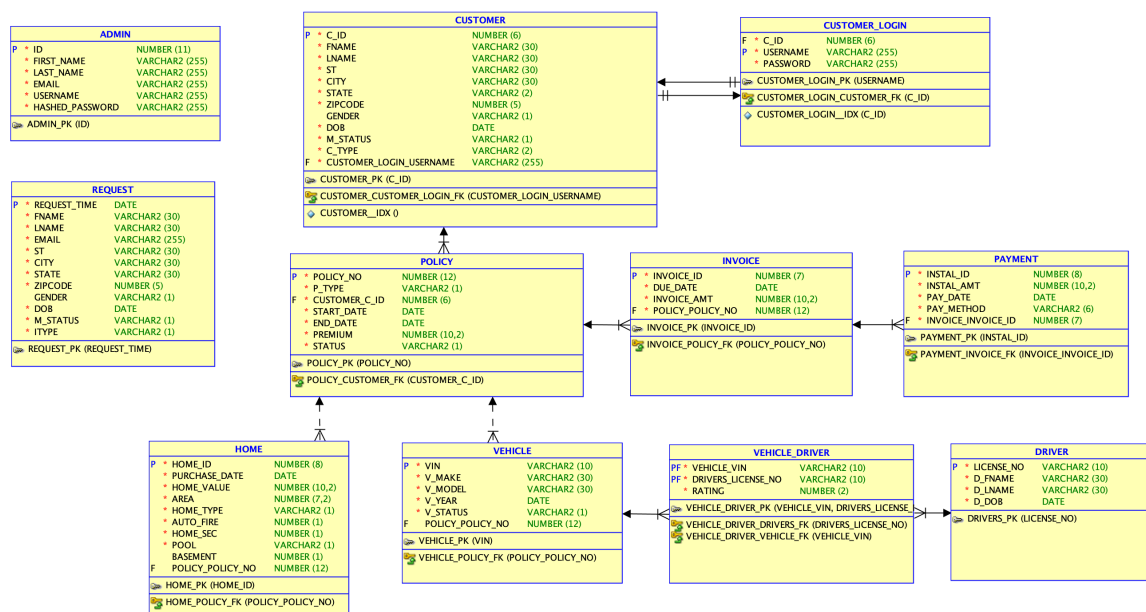 ADMIN
P * ID NUMBER (11)
* FIRST_NAME VARCHAR2 (255)
* LAST_NAME VARCHAR2 (255)
* EMAIL VARCHAR2 (255)
* USERNAME VARCHAR2 (255)
* HASHED_PASSWORD VARCHAR2 (255)
ADMIN_PK (ID)
CUSTOMER
P * C_ID NUMBER (6)
* FNAME VARCHAR2 (30)
* LNAME VARCHAR2 (30)
* ST VARCHAR2 (30)
* CITY VARCHAR2 (30)
* STATE VARCHAR2 (2)
* ZIPCODE NUMBER (5)
GENDER VARCHAR2 (1)
* DOB DATE
* M_STATUS VARCHAR2 (1)
* C_TYPE VARCHAR2 (2)
F * CUSTOMER_LOGIN_USERNAME VARCHAR2 (255)
CUSTOMER_PK (C_ID)
CUSTOMER_CUSTOMER_LOGIN_FK (CUSTOMER_LOGIN_USERNAME)
CUSTOMER__IDX ()
CUSTOMER_LOGIN
F * C_ID NUMBER (6)
P * USERNAME VARCHAR2 (255)
* PASSWORD VARCHAR2 (255)
CUSTOMER_LOGIN_PK (USERNAME)
CUSTOMER_LOGIN_CUSTOMER_FK (C_ID)
CUSTOMER_LOGIN__IDX (C_ID)
REQUEST
P * REQUEST_TIME DATE
* FNAME VARCHAR2 (30)
* LNAME VARCHAR2 (30)
* EMAIL VARCHAR2 (255)
* ST VARCHAR2 (30)
* CITY VARCHAR2 (30)
* STATE VARCHAR2 (30)
* ZIPCODE NUMBER (5)
GENDER VARCHAR2 (1)
* DOB DATE
* M_STATUS VARCHAR2 (1)
* ITYPE VARCHAR2 (1)
REQUEST_PK (REQUEST_TIME)
POLICY
P * POLICY_NO NUMBER (12)
* P_TYPE VARCHAR2 (1)
F * CUSTOMER_C_ID NUMBER (6)
* START_DATE DATE
* END_DATE DATE
* PREMIUM NUMBER (10,2)
* STATUS VARCHAR2 (1)
POLICY_PK (POLICY_NO)
POLICY_CUSTOMER_FK (CUSTOMER_C_ID)
INVOICE
P * INVOICE_ID NUMBER (7)
* DUE_DATE DATE
* INVOICE_AMT NUMBER (10,2)
F * POLICY_POLICY_NO NUMBER (12)
INVOICE_PK (INVOICE_ID)
INVOICE_POLICY_FK (POLICY_POLICY_NO)
PAYMENT
P * INSTAL_ID NUMBER (8)
* INSTAL_AMT NUMBER (10,2)
* PAY_DATE DATE
* PAY_METHOD VARCHAR2 (6)
F * INVOICE_INVOICE_ID NUMBER (7)
PAYMENT_PK (INSTAL_ID)
PAYMENT_INVOICE_FK (INVOICE_INVOICE_ID)
HOME
P * HOME_ID NUMBER (8)
* PURCHASE_DATE DATE
* HOME_VALUE NUMBER (10,2)
* AREA NUMBER (7,2)
* HOME_TYPE VARCHAR2 (1)
* AUTO_FIRE NUMBER (1)
* HOME_SEC NUMBER (1)
* POOL VARCHAR2 (1)
BASEMENT NUMBER (1)
F POLICY_POLICY_NO NUMBER (12)
HOME_PK (HOME_ID)
HOME_POLICY_FK (POLICY_POLICY_NO)
VEHICLE
P * VIN VARCHAR2 (10)
* V_MAKE VARCHAR2 (30)
* V_MODEL VARCHAR2 (30)
* V_YEAR DATE
* V_STATUS VARCHAR2 (1)
F POLICY_POLICY_NO NUMBER (12)
VEHICLE_PK (VIN)
VEHICLE_POLICY_FK (POLICY_POLICY_NO)
VEHICLE_DRIVER
PF * VEHICLE_VIN VARCHAR2 (10)
PF * DRIVERS_LICENSE_NO VARCHAR2 (10)
* RATING NUMBER (2)
VEHICLE_DRIVER_PK (VEHICLE_VIN, DRIVERS_LICENSE_
VEHICLE_DRIVER_DRIVERS_FK (DRIVERS_LICENSE_NO)
VEHICLE_DRIVER_VEHICLE_FK (VEHICLE_VIN)
DRIVER
P * LICENSE_NO VARCHAR2 (10)
* D_FNAME VARCHAR2 (30)
* D_LNAME VARCHAR2 (30)
* D_DOB DATE
DRIVERS_PK (LICENSE_NO)